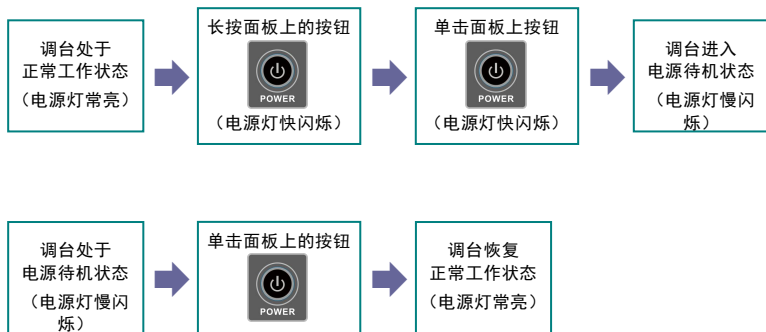 调台处于
正常工作状态
（电源灯常亮）
长按面板上的按钮
POWER
（电源灯快闪烁）
单击面板上按钮
POWER
（电源灯快闪烁）
调台进入
电源待机状态
（电源灯慢闪
烁）
调台处于
电源待机状态
（电源灯慢闪
烁）
单击面板上的按钮
POWER
调台恢复
正常工作状态
（电源灯常亮）